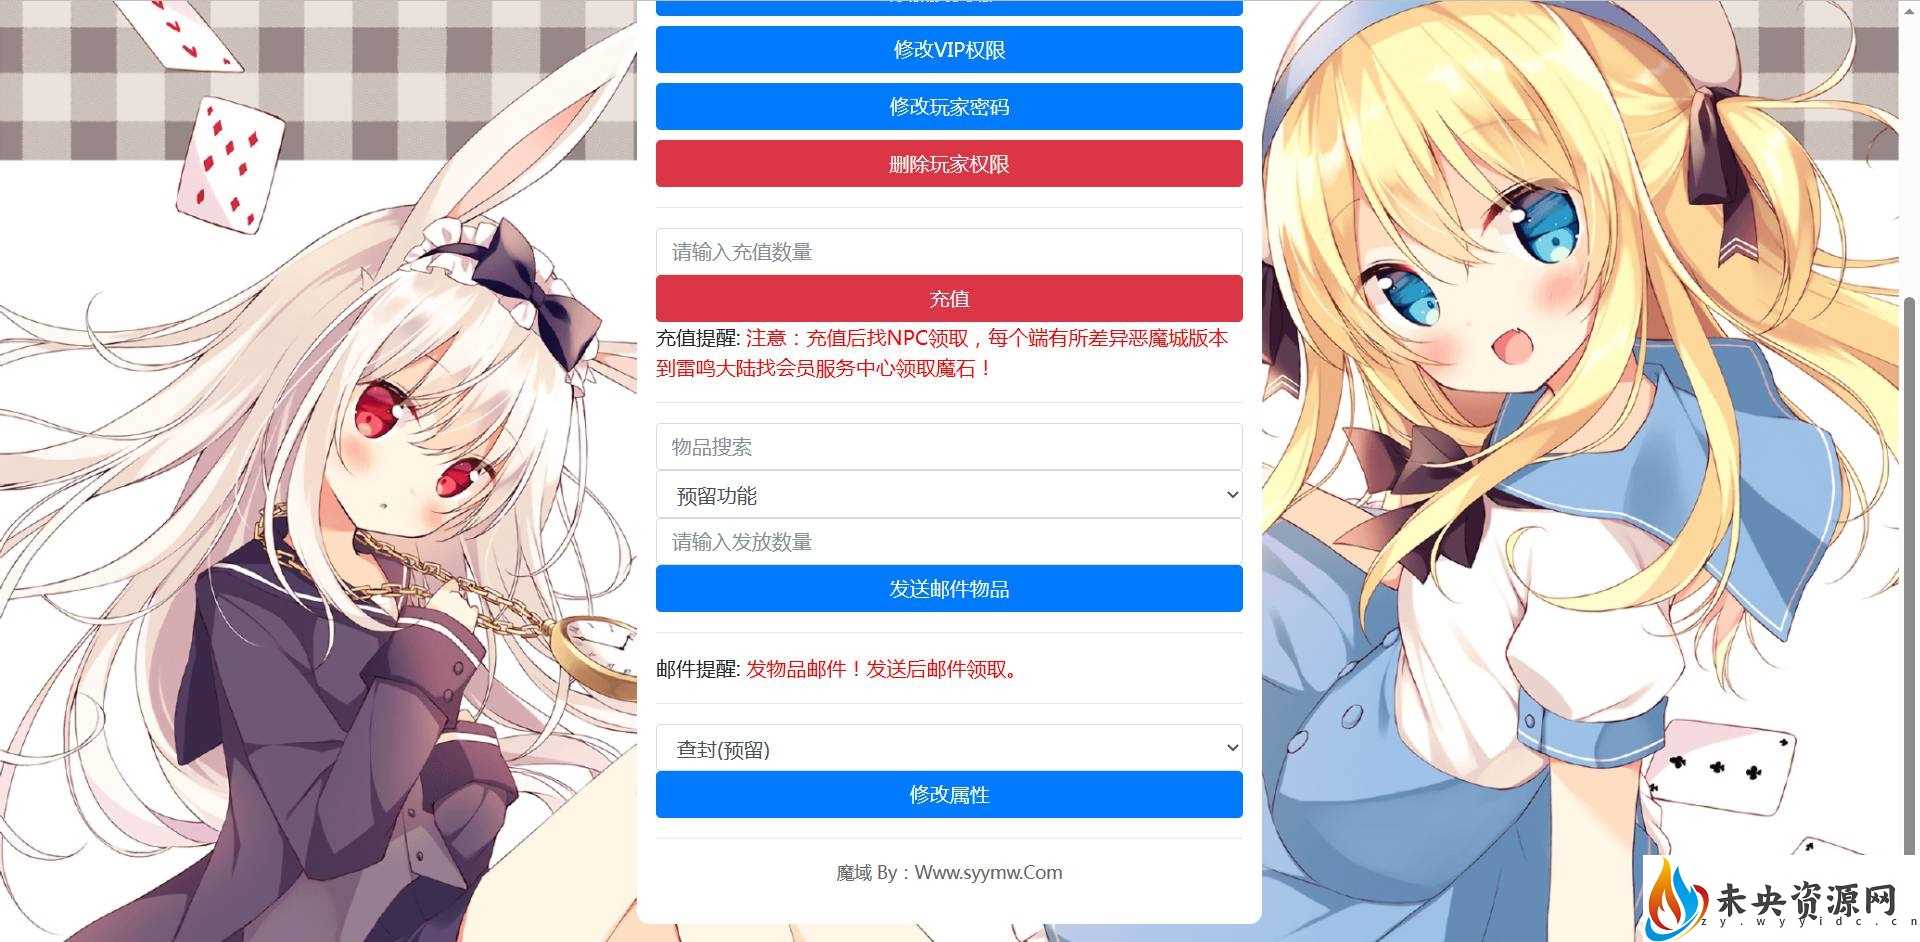 修改VIP权限
修改玩家密码
删除玩家权限
请输入充值数量
充值
充值提醒: 注意：充值后找NPC领取，每个端有所差异恶魔城版本
到雷鸣大陆找会员服务中心领取魔石！
物品搜索
预留功能
请输入发放数量
发送邮件物品
邮件提醒: 发物品邮件！发送后邮件领取。
查封(预留)
修改属性
魔域 By：Www.syymw.Com
未央资源网
zy.wyyidc.cn